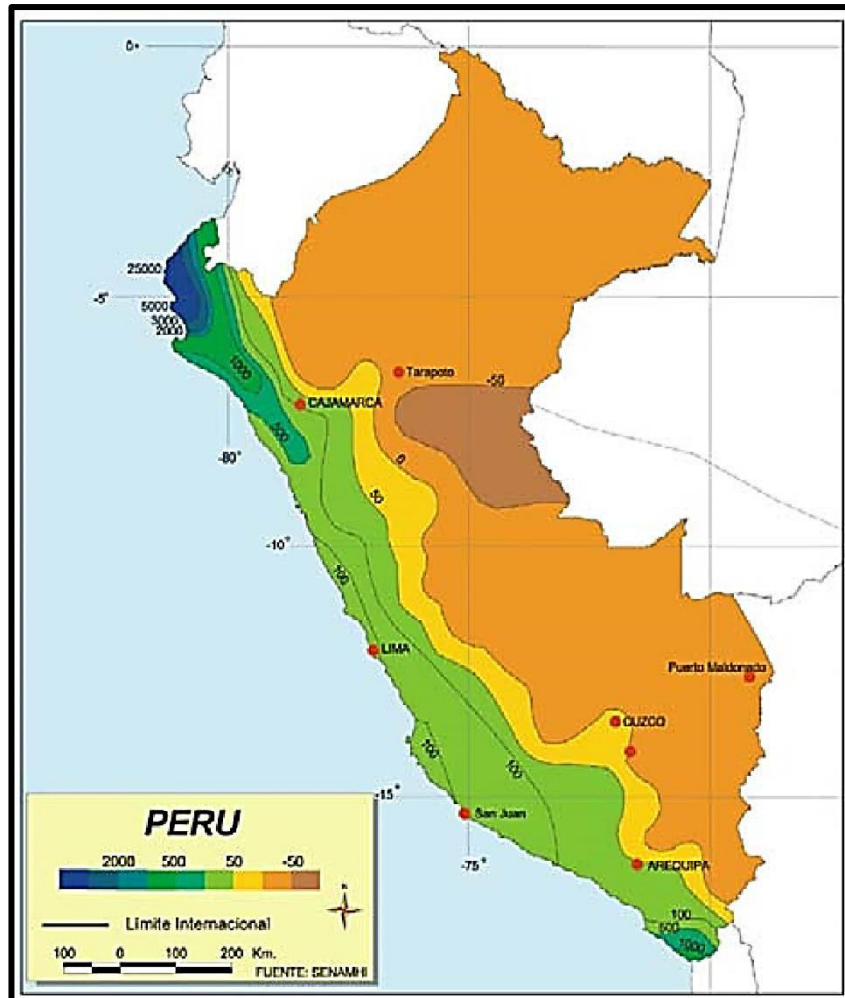 0°
25000
-5°
5000
3000
2000
1000
Tarapoto
-50
CAJAMARCA
500
-80°
0
50
-10°
100
LIMA
Puerto Maldonado
CUZCO
100
100
-15°
San Juan
-75°
AREQUIPA
100
500
1000
PERU
2000 500 50 -50
Límite Internacional
100 0 100 200 Km.
FUENTE: SENAMHI